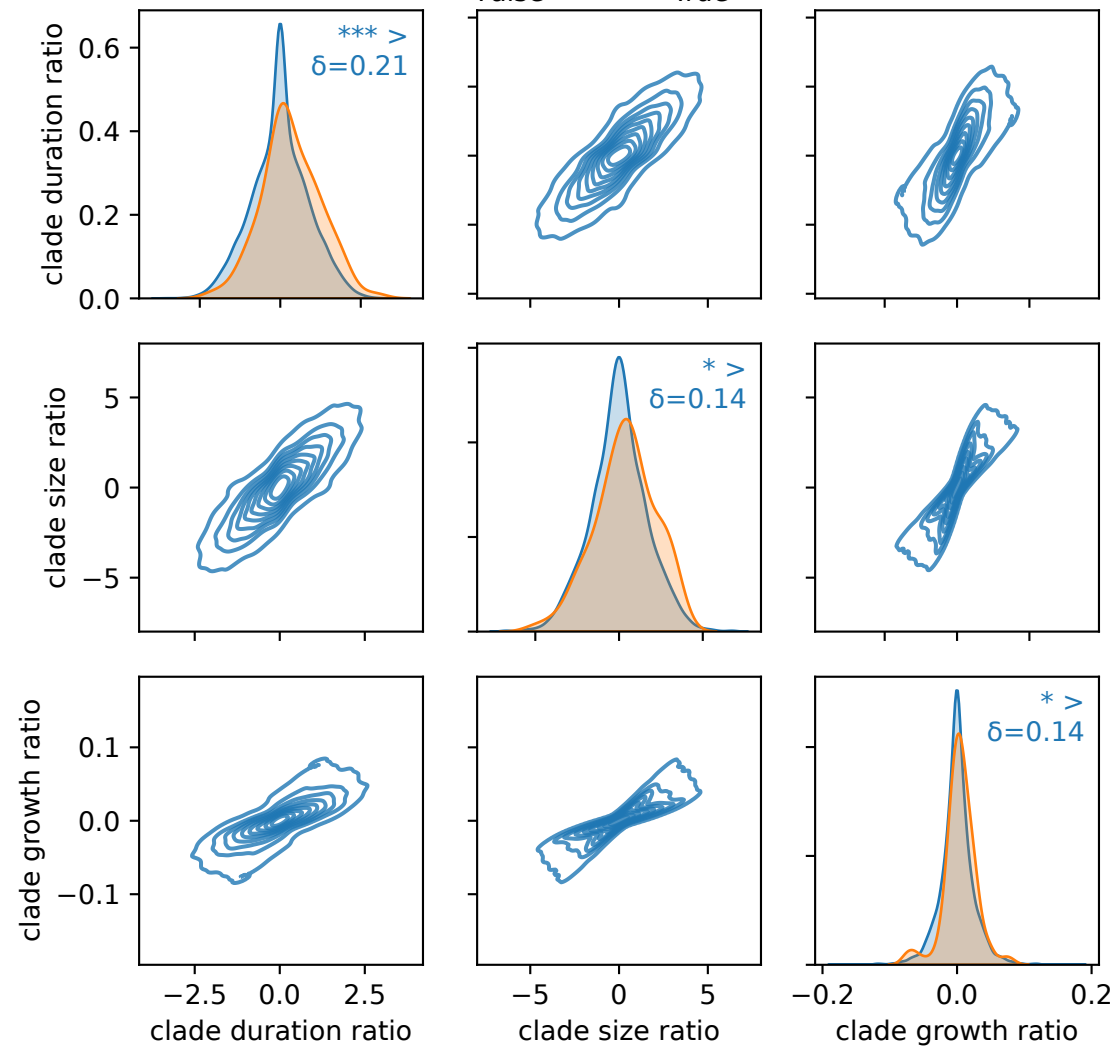 clade duration ratio
0.6
0.4
0.2
0.0
*** >
δ=0.21
clade size ratio
5
0
−5
* >
δ=0.14
clade growth ratio
0.1
0.0
−0.1
* >
δ=0.14
−2.5 0.0 2.5
−5 0 5
−0.2 0.0 0.2
clade duration ratio
clade size ratio
clade growth ratio